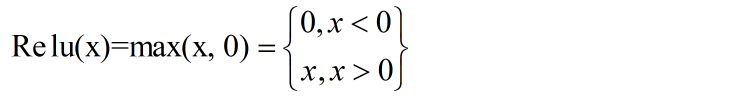 Relu(x)=max(x, 0) = {0, x < 0
x, x > 0}